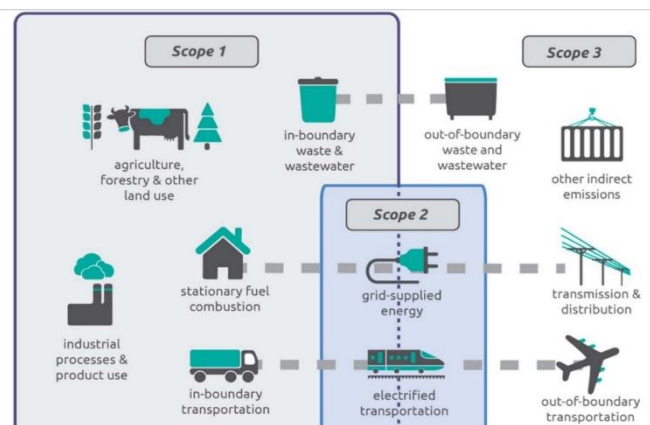 Scope 1
Scope 3
in-boundary
waste &
wastewater
out-of-boundary
waste and
wastewater
agriculture,
forestry & other
land use
other indirect
emissions
Scope 2
stationary fuel
combustion
grid-supplied
energy
transmission &
distribution
industrial
processes &
product use
in-boundary
transportation
electrified
transportation
out-of-boundary
transportation